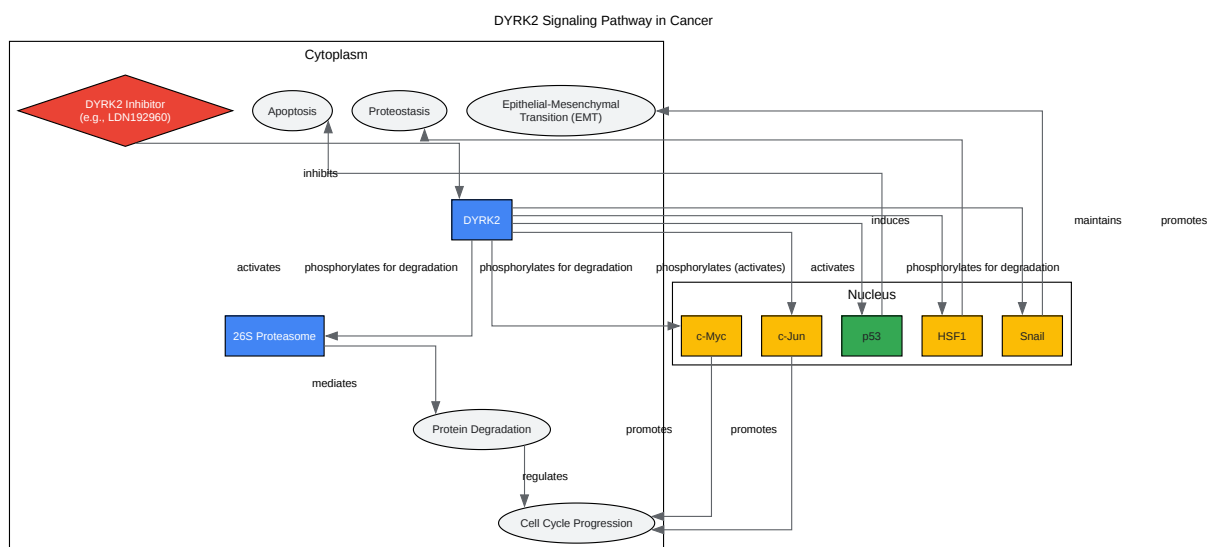 DYRK2 Signaling Pathway in Cancer
Cytoplasm
DYRK2 Inhibitor
(e.g., LDN192960)
Apoptosis
Proteostasis
Epithelial-Mesenchymal
Transition (EMT)
inhibits
DYRK2
induces
maintains
promotes
activates
phosphorylates for degradation
phosphorylates for degradation
phosphorylates (activates)
activates
phosphorylates for degradation
Nucleus
26S Proteasome
c-Myc
c-Jun
p53
HSF1
Snail
mediates
Protein Degradation
promotes
promotes
regulates
Cell Cycle Progression